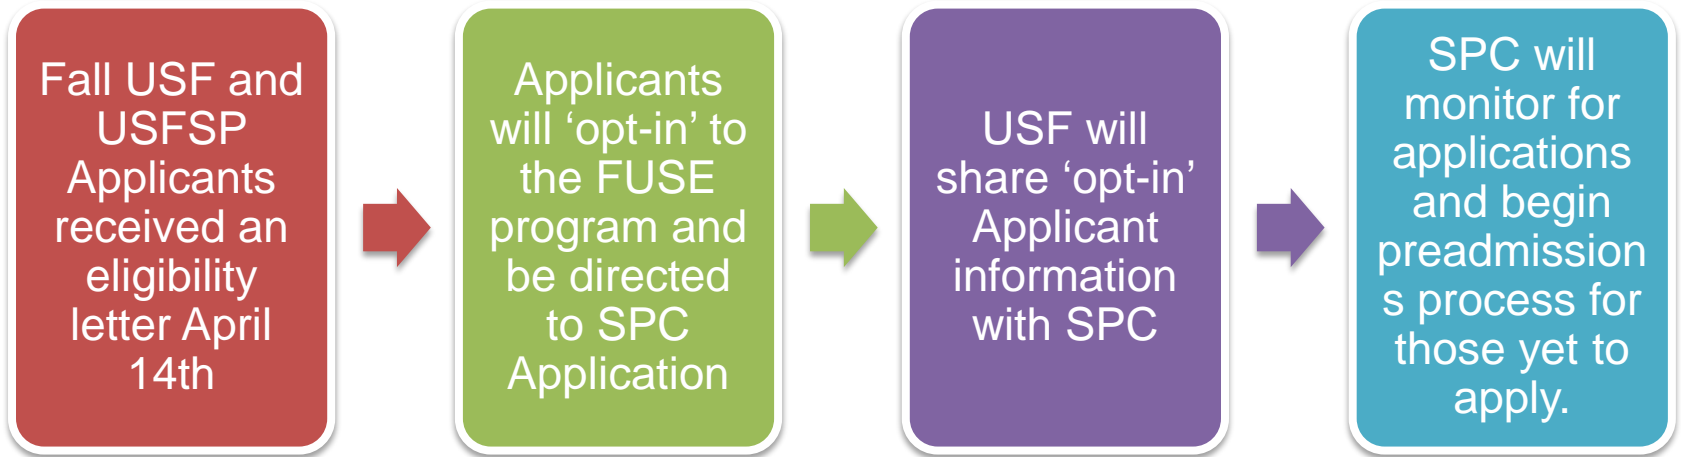 Fall USF and
USFSP
Applicants
received an
eligibility
letter April
14th
Applicants
will ‘opt-in’ to
the FUSE
program and
be directed
to SPC
Application
USF will
share ‘opt-in’
Applicant
information
with SPC
SPC will
monitor for
applications
and begin
preadmission
s process for
those yet to
apply.